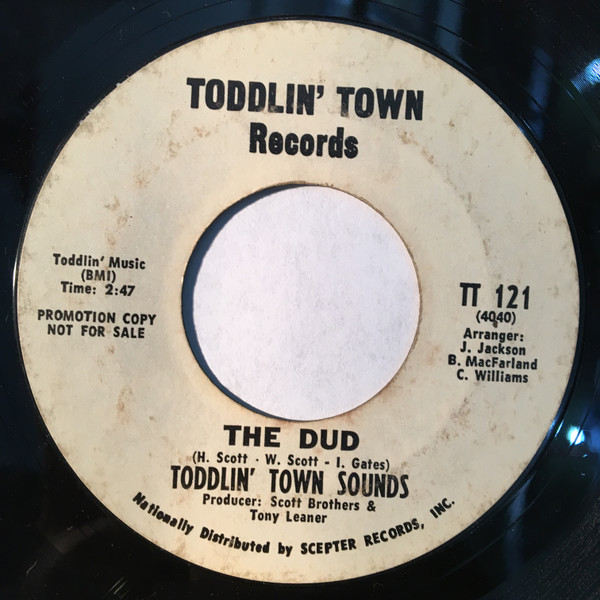 TODDLIN' TOWN
Records
Toddlin' Music
(BMI)
Time: 2:47
PROMOTION COPY
NOT FOR SALE
TT 121
(4040)
Arranger:
J. Jackson
B. MacFarland
C. Williams
THE DUD
(H. Scott - W. Scott - I. Gates)
TODDLIN' TOWN SOUNDS
Producer: Scott Brothers &
Tony Leaner
Nationally Distributed by SCEPTER RECORDS, INC.